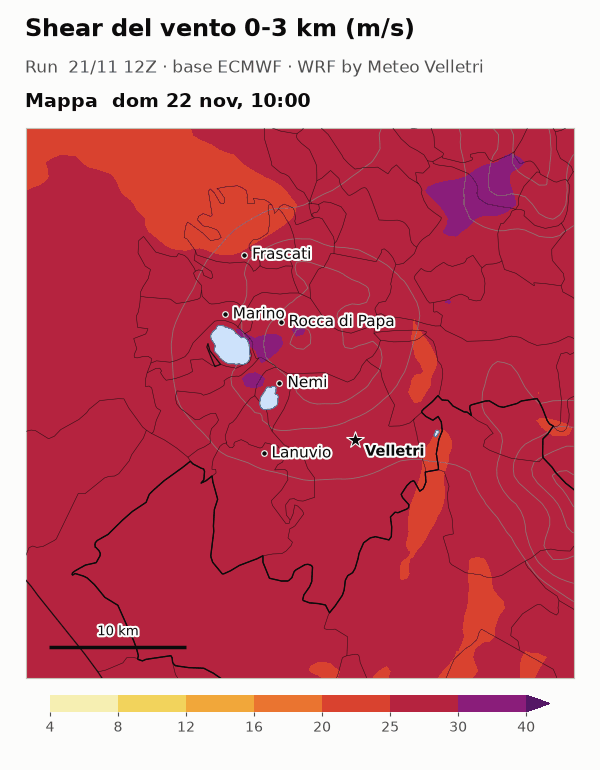 Shear del vento 0-3 km (m/s)
Run  21/11 12Z · base ECMWF · WRF by Meteo Velletri
Mappa  dom 22 nov, 10:00
Frascati
Marino
Rocca di Papa
Nemi
Velletri
Lanuvio
10 km
4 8 12 16 20 25 30 40